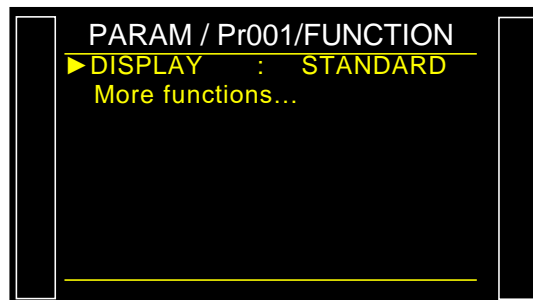 PARAM / Pr001/FUNCTION
►DISPLAY : STANDARD
More functions…